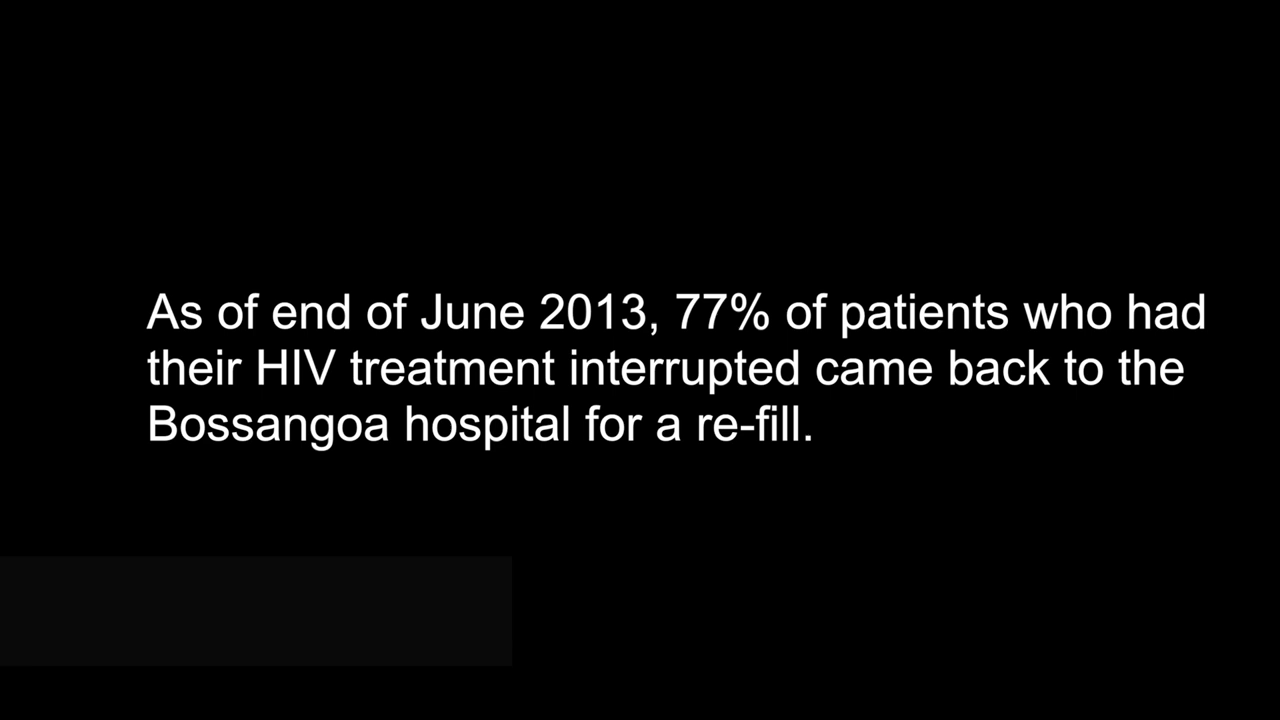 As of end of June 2013, 77% of patients who had
their HIV treatment interrupted came back to the
Bossangoa hospital for a re-fill.